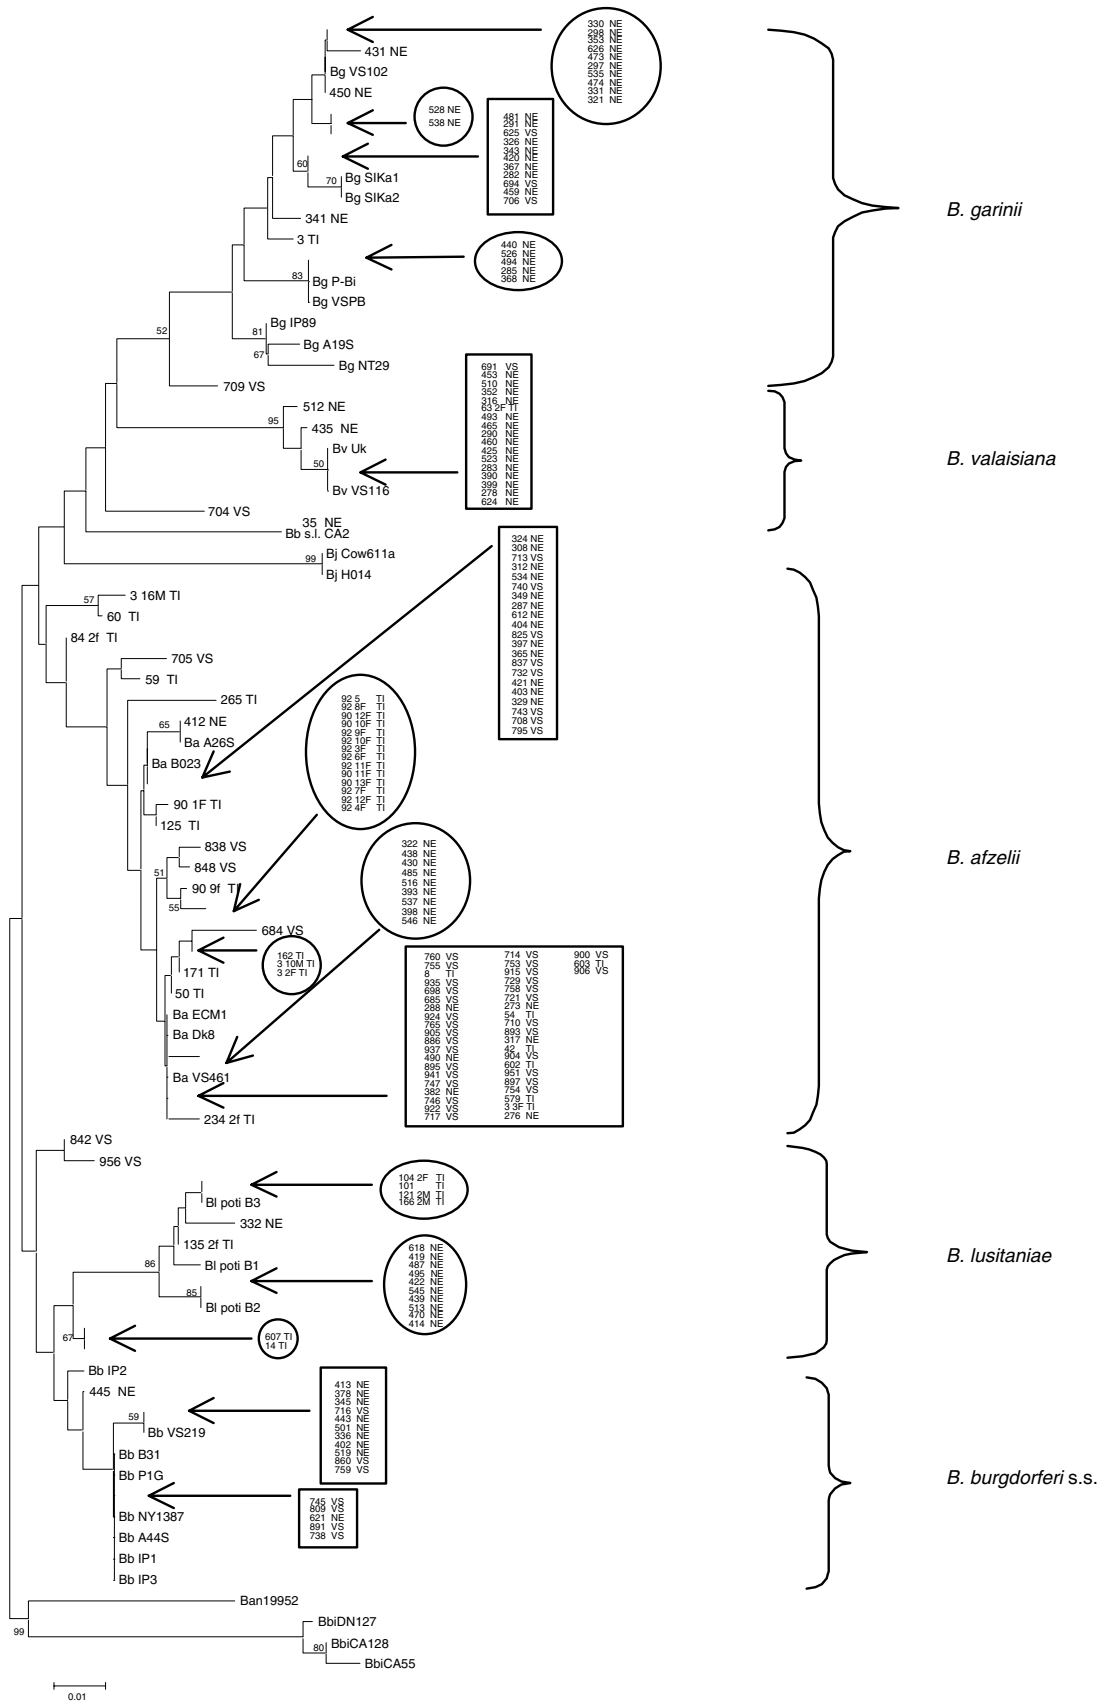 330 NE
298 NE
353 NE
626 NE
473 NE
297 NE
535 NE
474 NE
331 NE
321 NE
431 NE
Bg VS102
450 NE
528 NE
538 NE
481 NE
291 NE
625 VS
326 NE
343 NE
420 NE
367 NE
282 NE
694 VS
459 NE
706 VS
60
70
Bg SIKa1
Bg SIKa2
B. garinii
341 NE
3 TI
440 NE
526 NE
494 NE
285 NE
368 NE
83
Bg P-Bi
Bg VSPB
Bg IP89
52
81
Bg A19S
67
Bg NT29
709 VS
691 VS
453 NE
510 NE
352 NE
316 NE
63 2F TI
493 NE
465 NE
290 NE
460 NE
425 NE
523 NE
283 NE
390 NE
399 NE
278 NE
624 NE
512 NE
95
435 NE
Bv Uk
50
Bv VS116
B. valaisiana
704 VS
35 NE
Bb s.l. CA2
Bj Cow611a
99
Bj H014
324 NE
308 NE
713 VS
312 NE
534 NE
740 VS
349 NE
287 NE
612 NE
404 NE
825 VS
397 NE
365 NE
837 VS
732 VS
421 NE
403 NE
329 NE
743 VS
708 VS
795 VS
57
3 16M TI
60 TI
84 2f TI
705 VS
59 TI
265 TI
92 5 TI
92 8F TI
90 12F TI
90 10F TI
92 9F TI
92 10F TI
92 3F TI
92 6F TI
92 11F TI
90 11F TI
90 13F TI
92 7F TI
92 12F TI
92 4F TI
65
412 NE
Ba A26S
Ba B023
90 1F TI
125 TI
838 VS
B. afzelii
848 VS
51
90 9f TI
55
322 NE
438 NE
430 NE
485 NE
516 NE
393 NE
537 NE
398 NE
546 NE
684 VS
162 TI
3 10M TI
3 2F TI
171 TI
50 TI
Ba ECM1
Ba Dk8
Ba VS461
234 2f TI
760 VS
755 VS
8 TI
935 VS
698 VS
685 VS
288 NE
924 VS
765 VS
905 VS
886 VS
937 VS
490 NE
895 VS
941 VS
747 VS
382 NE
746 VS
922 VS
717 VS
714 VS
753 VS
915 VS
729 VS
758 VS
721 VS
273 NE
54 TI
710 VS
893 VS
317 NE
42 TI
904 VS
602 TI
951 VS
897 VS
754 VS
579 TI
3 3F TI
276 NE
900 VS
603 TI
906 VS
842 VS
956 VS
104 2F TI
101 TI
121 2M TI
166 2M TI
Bl poti B3
332 NE
135 2f TI
86
Bl poti B1
85
Bl poti B2
618 NE
419 NE
487 NE
495 NE
422 NE
545 NE
439 NE
513 NE
470 NE
414 NE
B. lusitaniae
67
607 TI
14 TI
Bb IP2
445 NE
413 NE
378 NE
345 NE
716 VS
443 NE
501 NE
336 NE
402 NE
519 NE
860 VS
759 VS
59
Bb VS219
Bb B31
Bb P1G
B. burgdorferi s.s.
745 VS
809 VS
621 NE
891 VS
738 VS
Bb NY1387
Bb A44S
Bb IP1
Bb IP3
Ban19952
99
BbiDN127
80
BbiCA128
BbiCA55
0.01